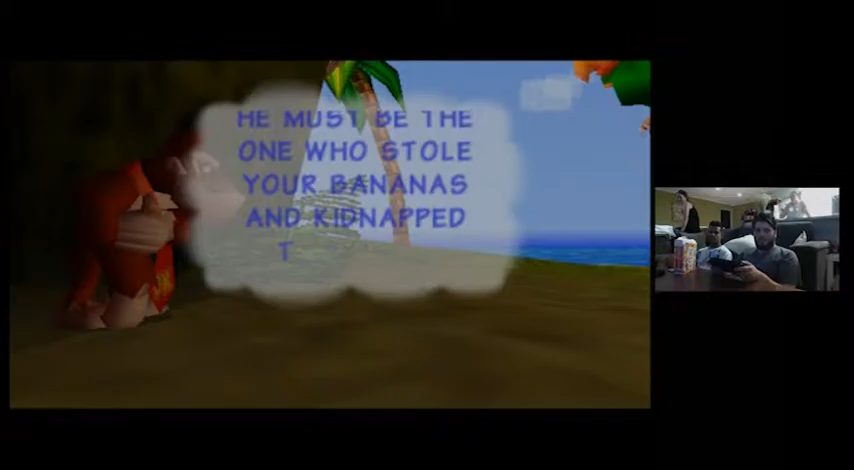 HE MUST BE THE
ONE WHO STOLE
YOUR BANANAS
AND KIDNAPPED
T